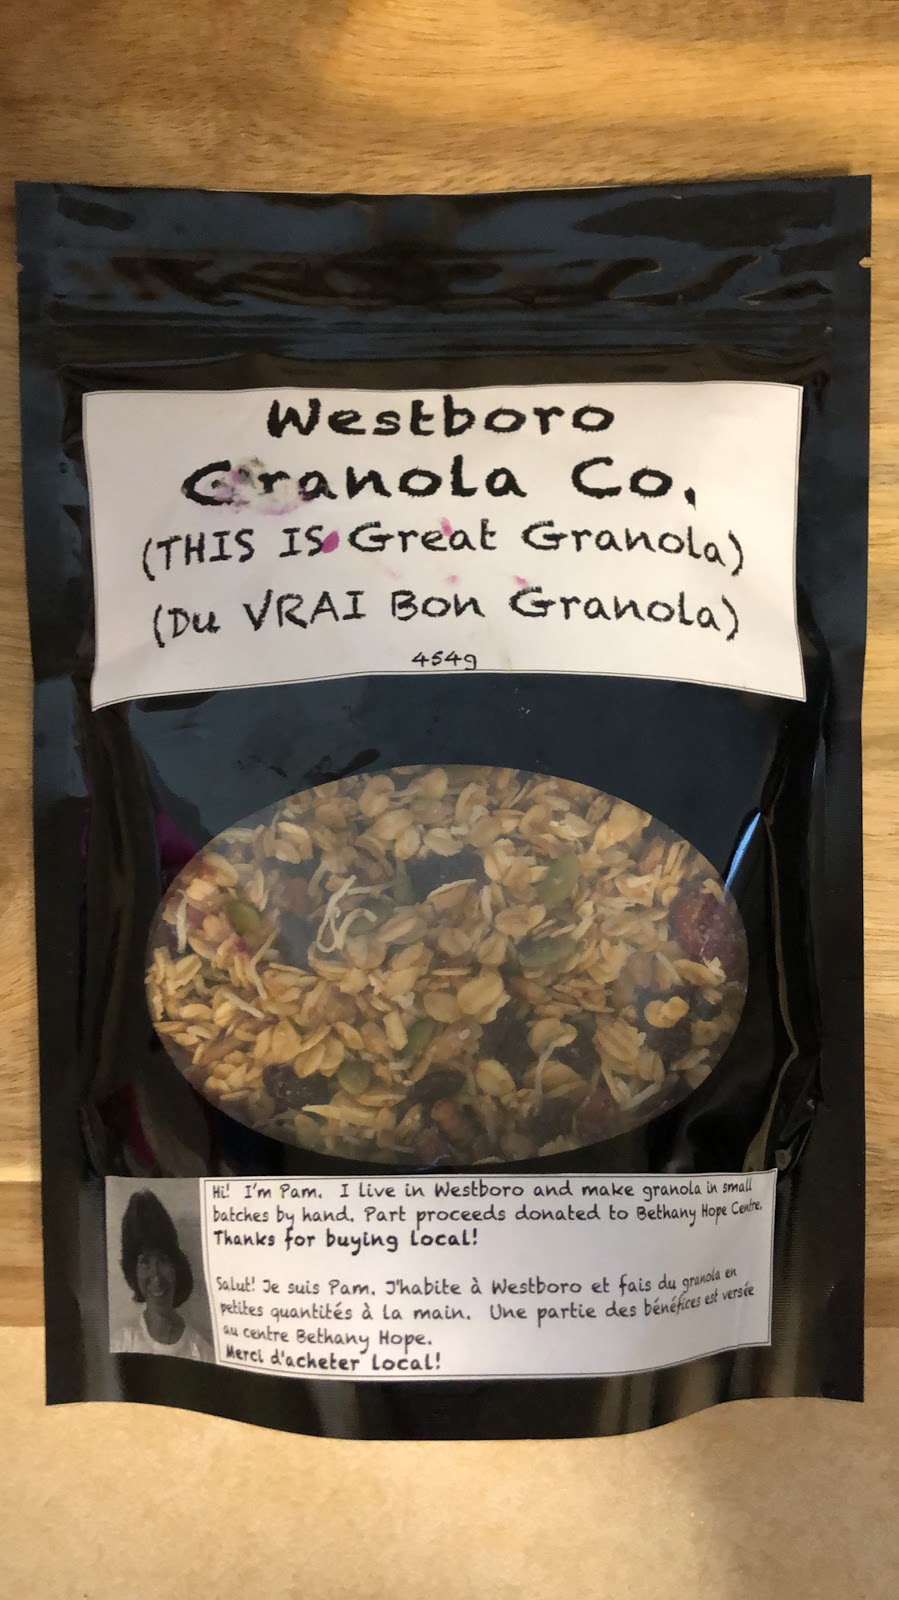 Westboro
Granola Co.
(THIS IS Great Granola)
(Du VRAI Bon Granola)
454g
Hi! I'm Pam. I live in Westboro and make granola in small
batches by hand. Part proceeds donated to Bethany Hope Centre.
Thanks for buying local!
Salut! Je suis Pam. J'habite à Westboro et fais du granola en
petites quantités à la main. Une partie des bénéfices est versée
au centre Bethany Hope.
Merci d'acheter local!